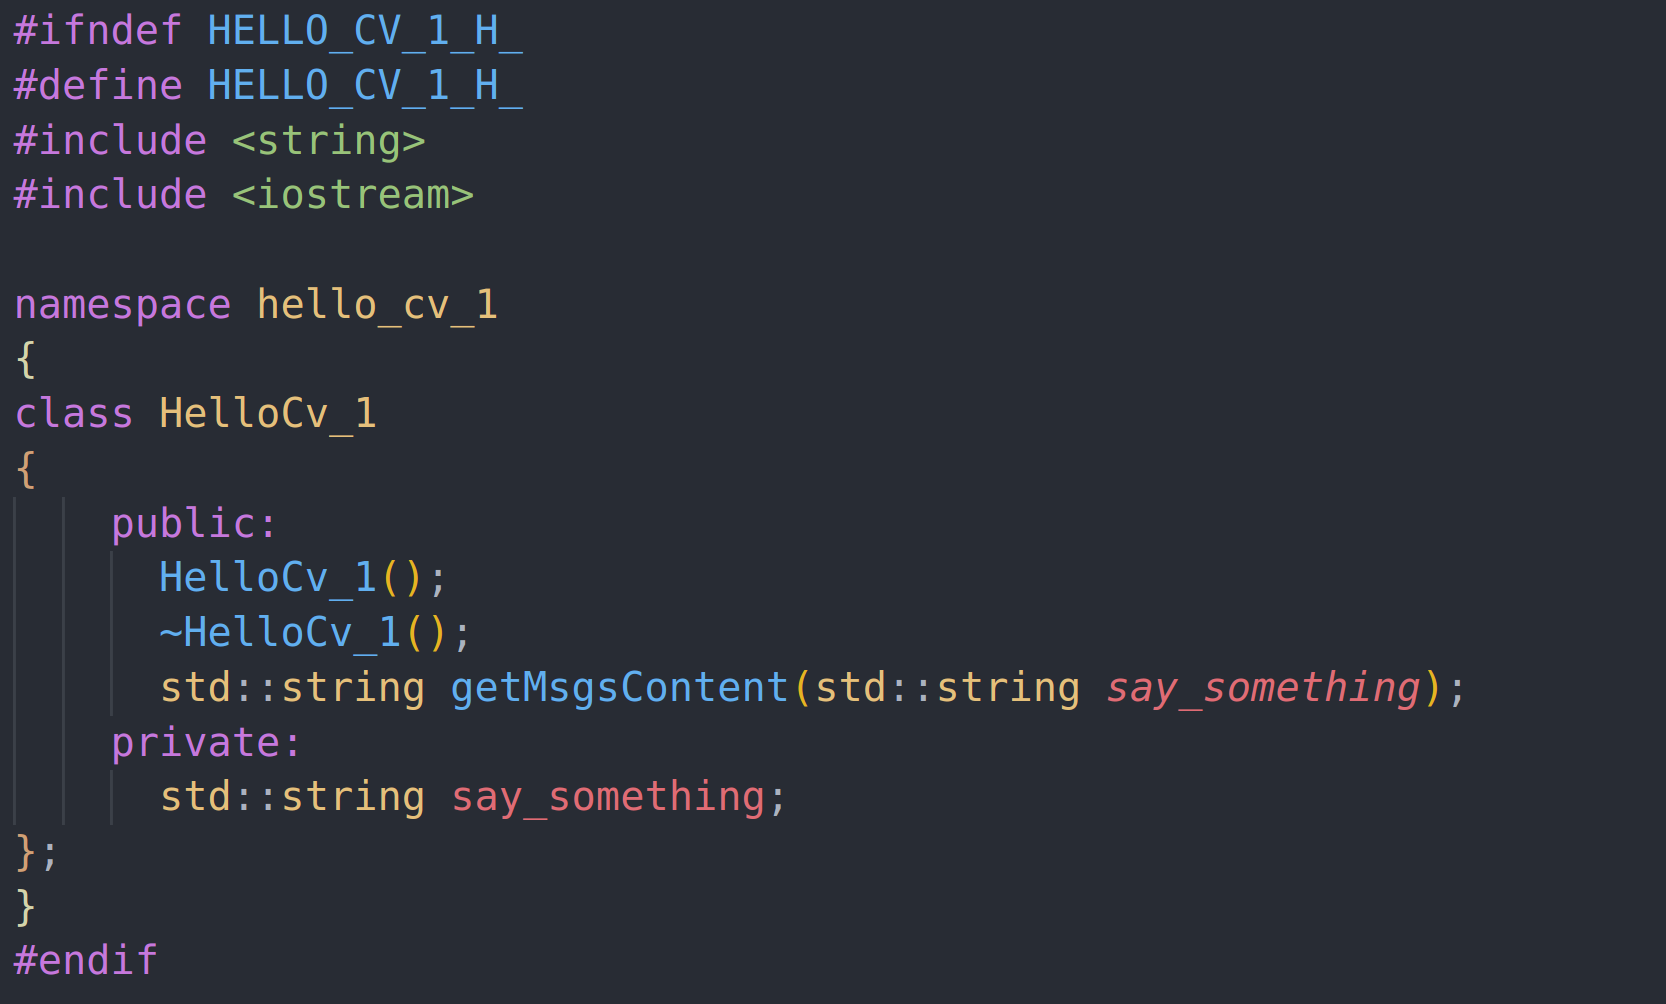 #ifndef HELLO_CV_1_H_
#define HELLO_CV_1_H_
#include <string>
#include <iostream>

namespace hello_cv_1
{
class HelloCv_1
{
    public:
      HelloCv_1();
      ~HelloCv_1();
      std::string getMsgsContent(std::string say_something);
    private:
      std::string say_something;
};
}
#endif